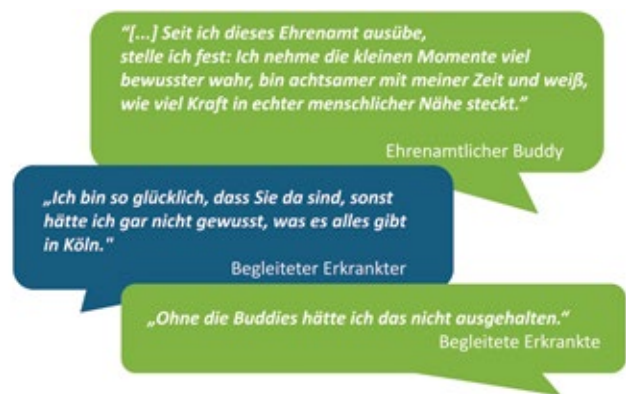 “[...] Seit ich dieses Ehrenamt ausübe,
stelle ich fest: Ich nehme die kleinen Momente viel
bewusster wahr, bin achtsamer mit meiner Zeit und weiß,
wie viel Kraft in echter menschlicher Nähe steckt.”
Ehrenamtlicher Buddy
„Ich bin so glücklich, dass Sie da sind, sonst
hätte ich gar nicht gewusst, was es alles gibt
in Köln."
Begleiteter Erkrankter
„Ohne die Buddies hätte ich das nicht ausgehalten.“
Begleitete Erkrankte